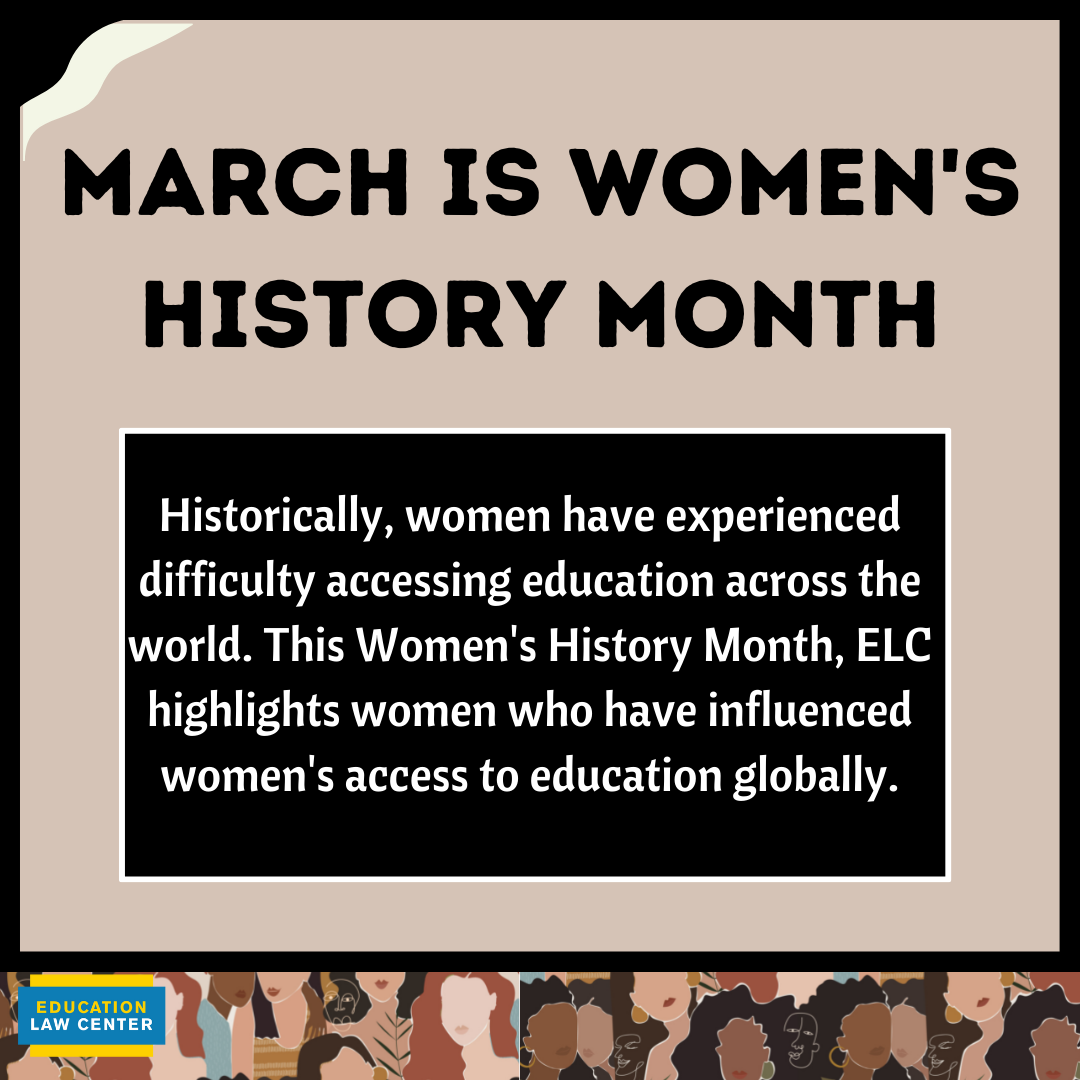 MARCH IS WOMEN'S
HISTORY MONTH
Historically, women have experienced
difficulty accessing education across the
world. This Women's History Month, ELC
highlights women who have influenced
women's access to education globally.
EDUCATION
LAW CENTER